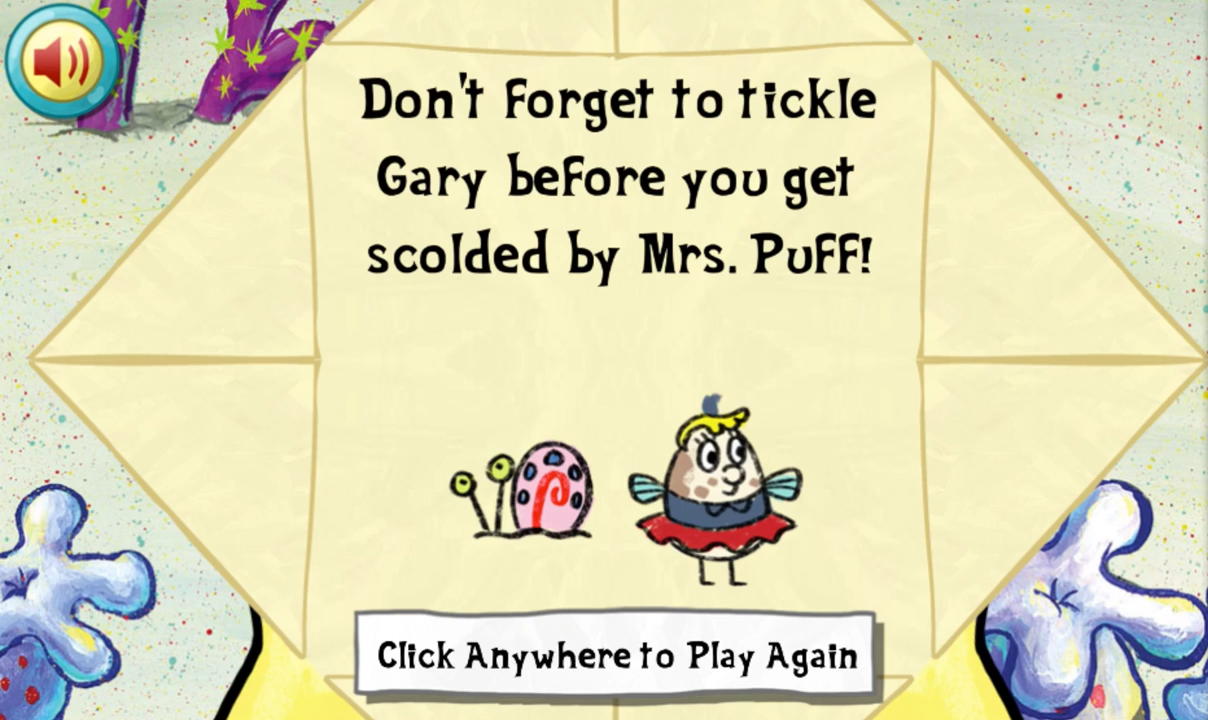 Don't forget to tickle
Gary before you get
scolded by Mrs. Puff!
Click Anywhere to Play Again